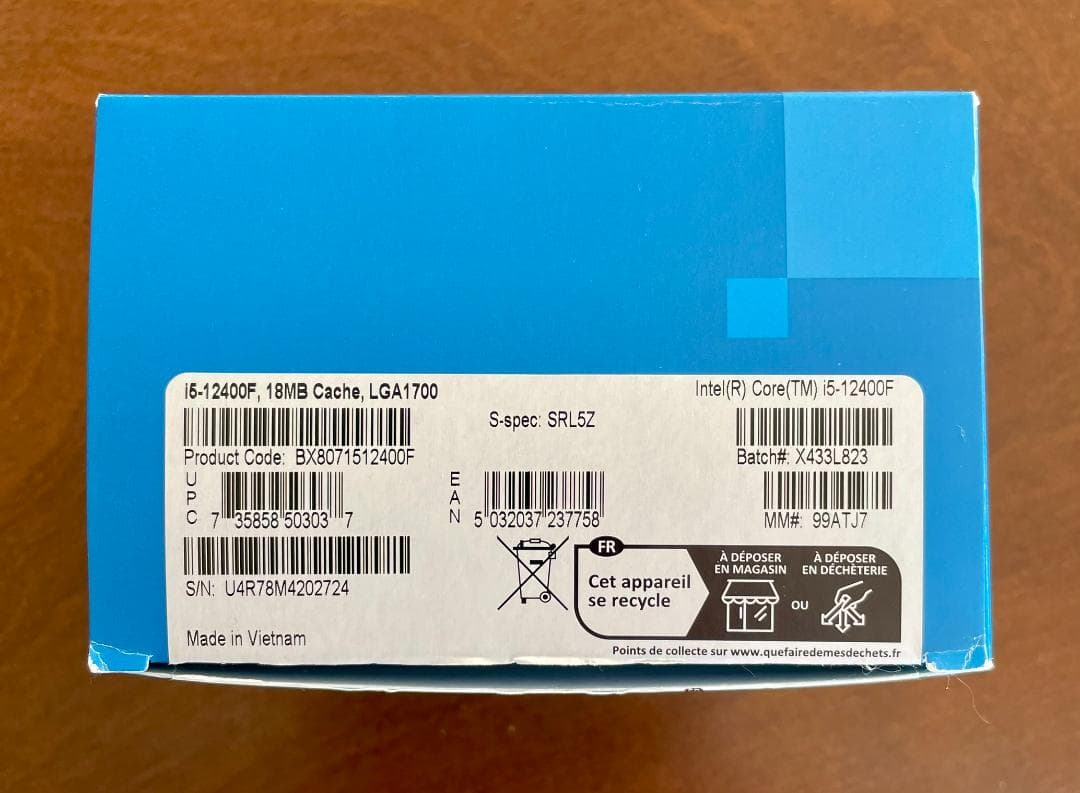 i5-12400F, 18MB Cache, LGA1700
Intel(R) Core(TM) i5-12400F
S-spec: SRL5Z
Product Code: BX8071512400F
Batch#: X433L823
UPC
7 35858 50303 7
EAN
5 032037 237758
MM#: 99ATJ7
S/N: U4R78M4202724
FR
Cet appareil
se recycle
À DÉPOSER
EN MAGASIN
OU
À DÉPOSER
EN DÉCHÈTERIE
Made in Vietnam
Points de collecte sur www.quefairedemesdechets.fr